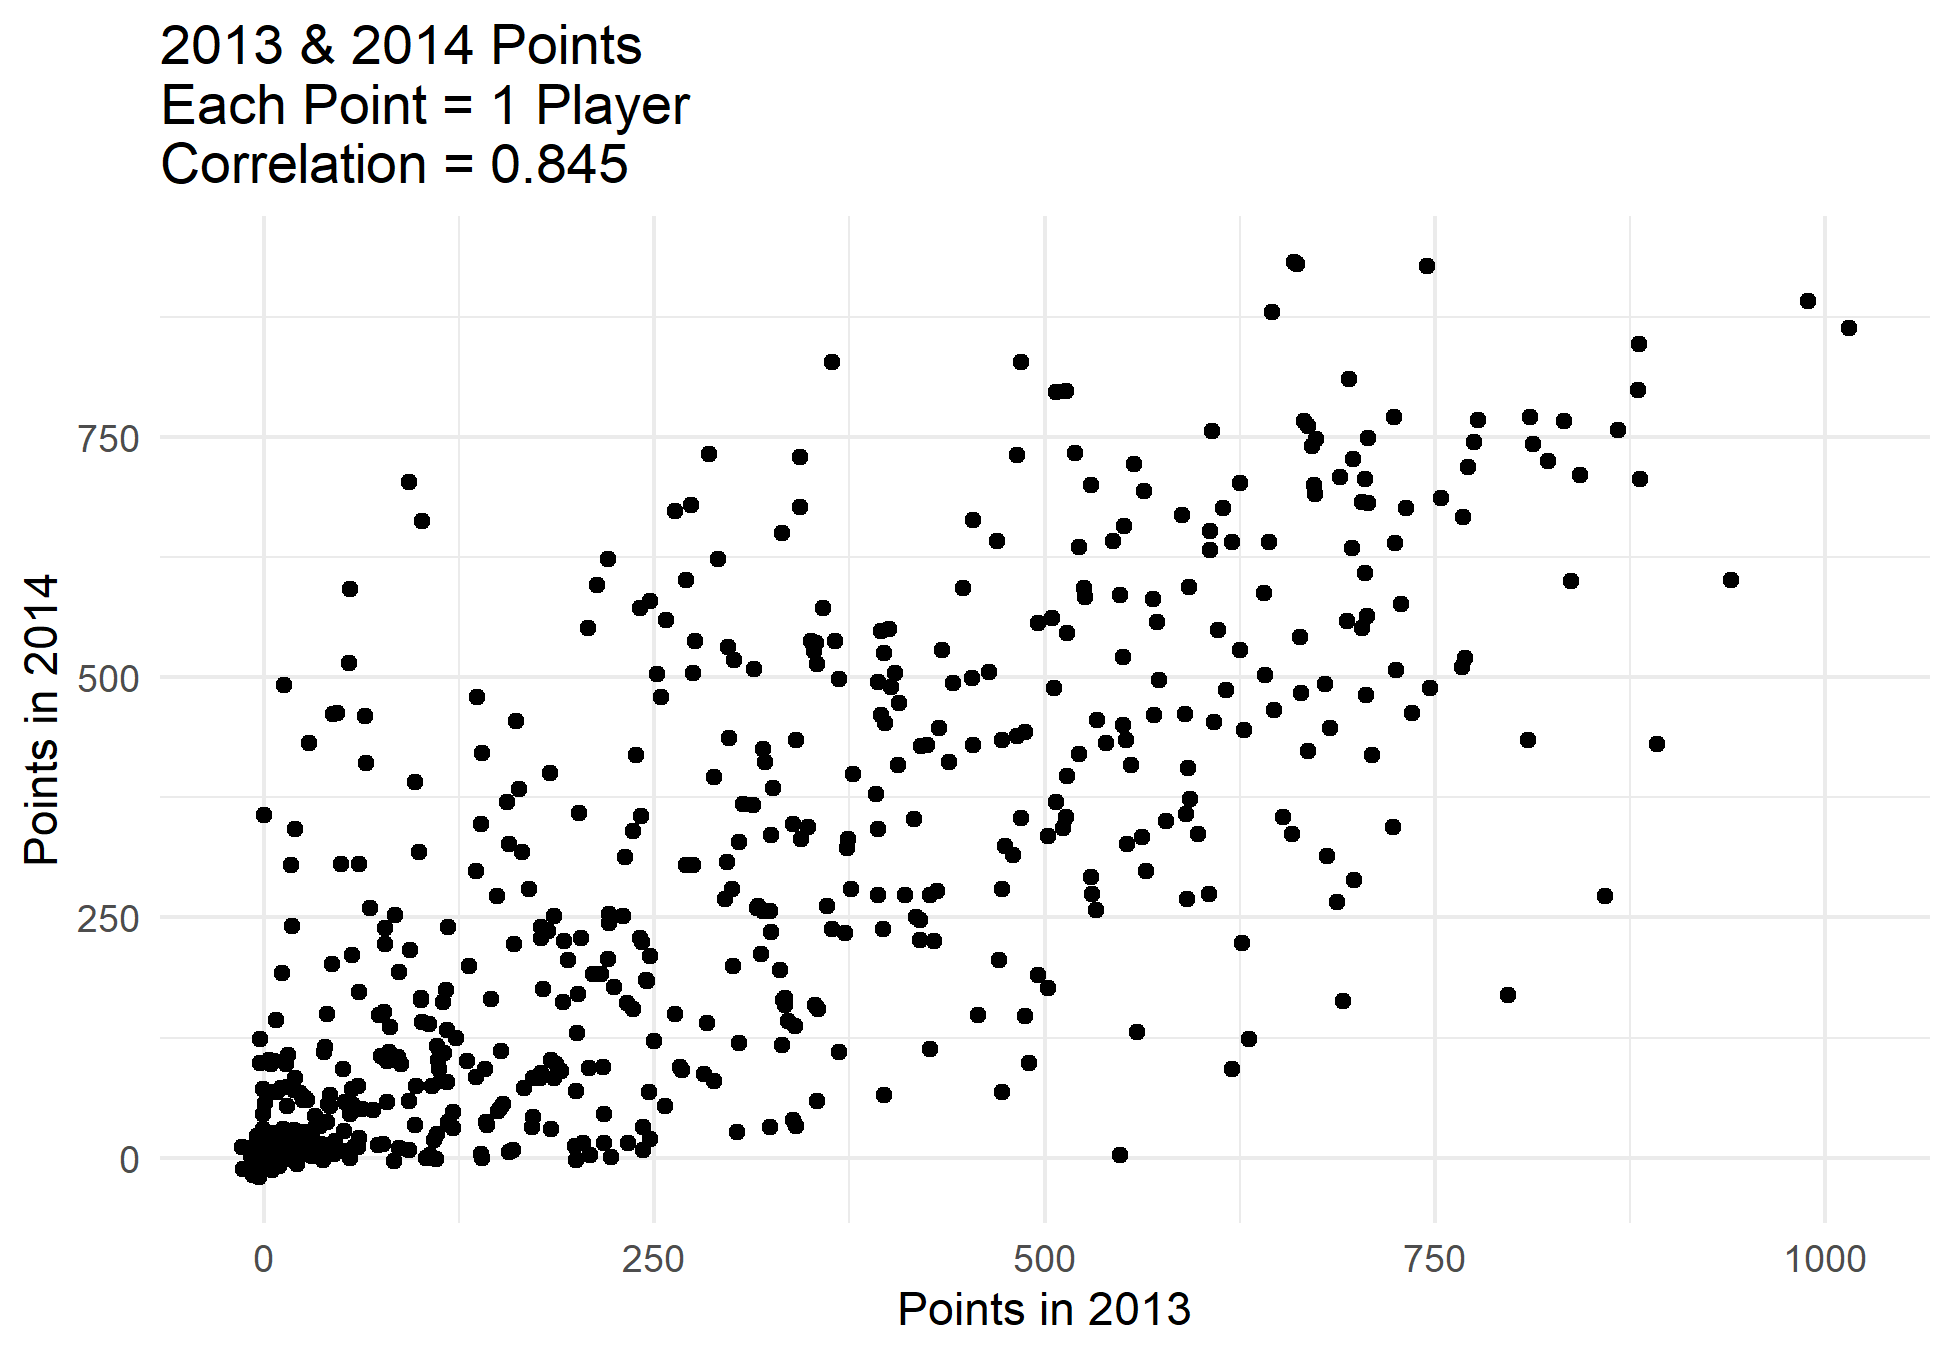 2013 & 2014 Points
Each Point = 1 Player
Correlation = 0.845
Points in 2014
750
500
250
0
0
250
500
750
1000
Points in 2013